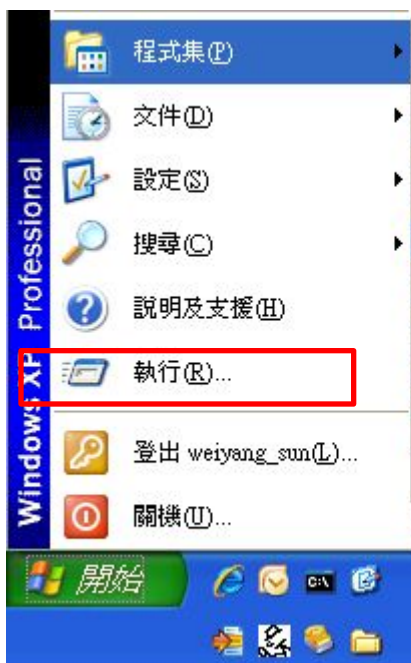 程式集(P)
文件(D)
設定(S)
搜尋(C)
說明及支援(H)
執行(R)...
登出 weiyang_sun(L)...
關機(U)...
Windows XP Professional
開始
C:\